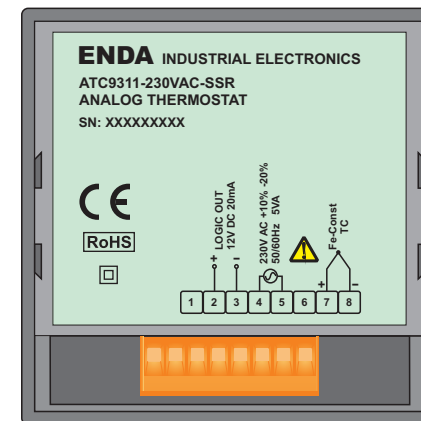 ENDA INDUSTRIAL ELECTRONICS
ATC9311-230VAC-SSR
ANALOG THERMOSTAT
SN: XXXXXXXXX
CE
RoHS
+ LOGIC OUT
12V DC 20mA
–
230V AC +10% -20%
50/60Hz 5VA
Fe-Const
TC
+ –
1 2 3 4 5 6 7 8